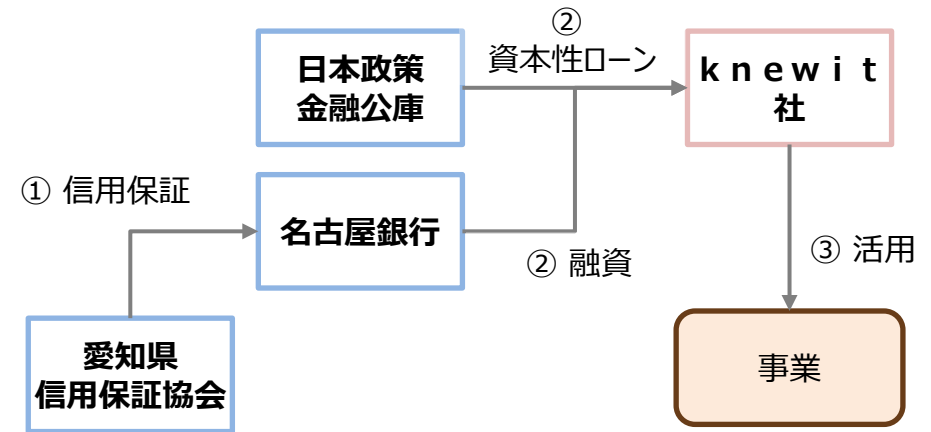 ②
資本性ローン
日本政策
金融公庫
ｋｎｅｗｉｔ
社
① 信用保証
名古屋銀行
② 融資
③ 活用
愛知県
信用保証協会
事業